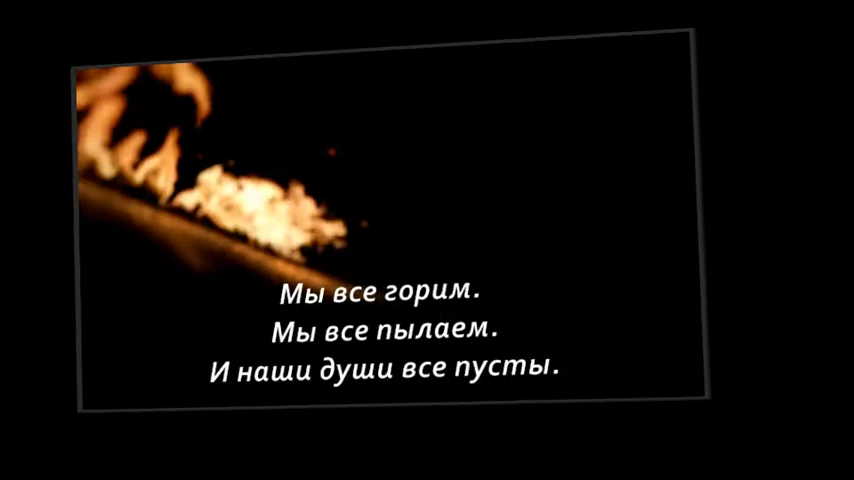 Мы все горим.
Мы все пылаем.
И наши души все пусты.